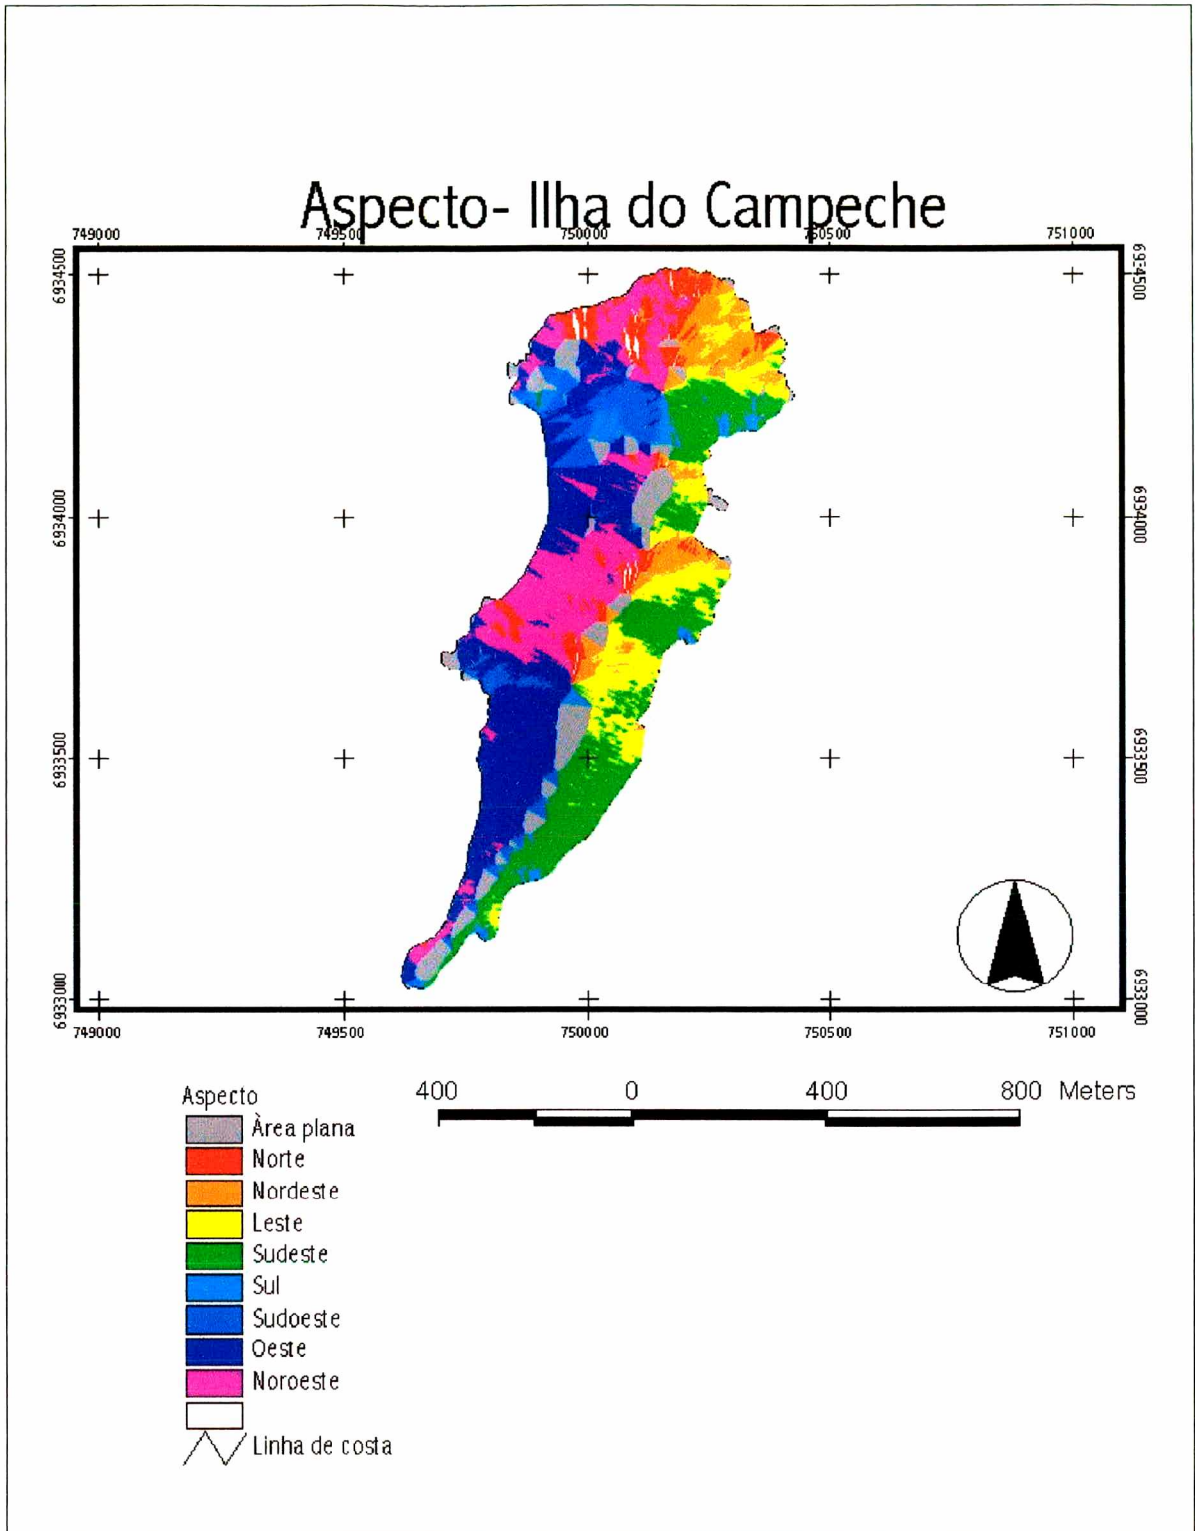 Aspecto- Ilha do Campeche
749000 749500 750000 750500 751000
6934500 6934500
6934000 6934000
6933500 6933500
6933000 6933000
749000 749500 750000 750500 751000
400 0 400 800 Meters
Aspecto
Àrea plana
Norte
Nordeste
Leste
Sudeste
Sul
Sudoeste
Oeste
Noroeste
Linha de costa